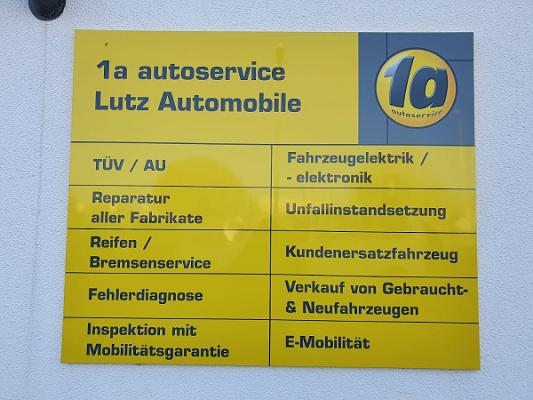 1a autoservice
Lutz Automobile
1a
autoservice
TÜV / AU
Fahrzeugelektrik /
- elektronik
Reparatur
aller Fabrikate
Unfallinstandsetzung
Reifen /
Bremsenservice
Kundenersatzfahrzeug
Fehlerdiagnose
Verkauf von Gebraucht-
& Neufahrzeugen
Inspektion mit
Mobilitätsgarantie
E-Mobilität